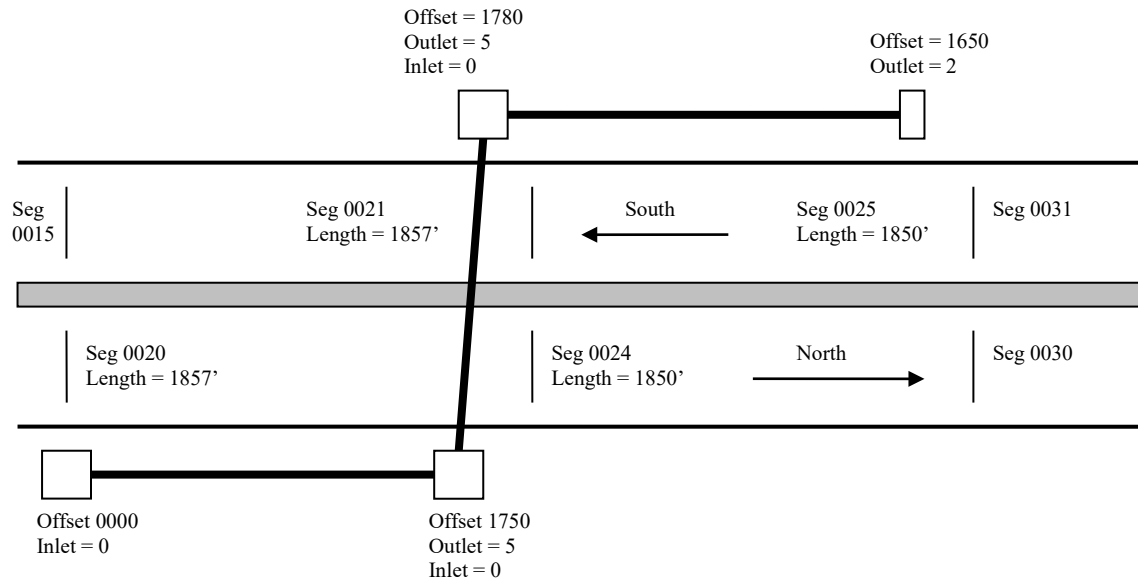 Offset = 1780
Outlet = 5
Inlet = 0
Offset = 1650
Outlet = 2
Seg
0015
Seg 0021
Length = 1857’
South
Seg 0025
Length = 1850’
Seg 0031
Seg 0020
Length = 1857’
Seg 0024
Length = 1850’
North
Seg 0030
Offset 0000
Inlet = 0
Offset 1750
Outlet = 5
Inlet = 0